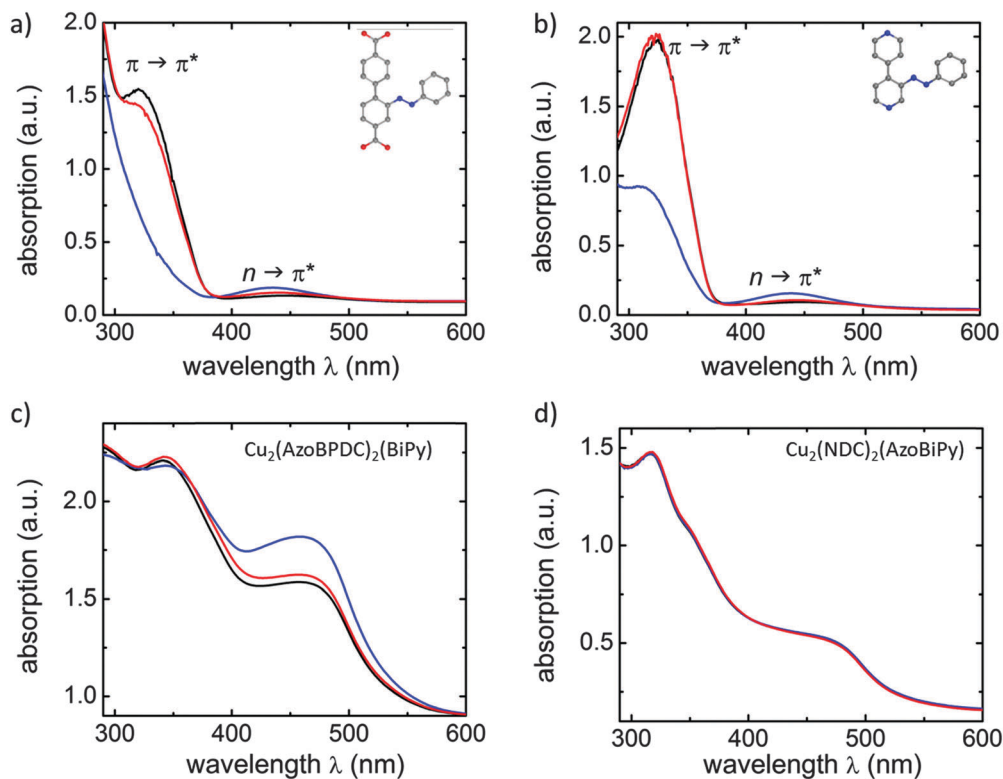 a)
2.0
1.5
1.0
0.5
0.0
absorption (a.u.)
π → π*
n → π*
300 400 500 600
wavelength λ (nm)
b)
2.0
1.5
1.0
0.5
0.0
absorption (a.u.)
π → π*
n → π*
300 400 500 600
wavelength λ (nm)
c)
2.0
1.5
1.0
absorption (a.u.)
Cu₂(AzoBPDC)₂(BiPy)
300 400 500 600
wavelength λ (nm)
d)
1.5
1.0
0.5
0.0
absorption (a.u.)
Cu₂(NDC)₂(AzoBiPy)
300 400 500 600
wavelength λ (nm)